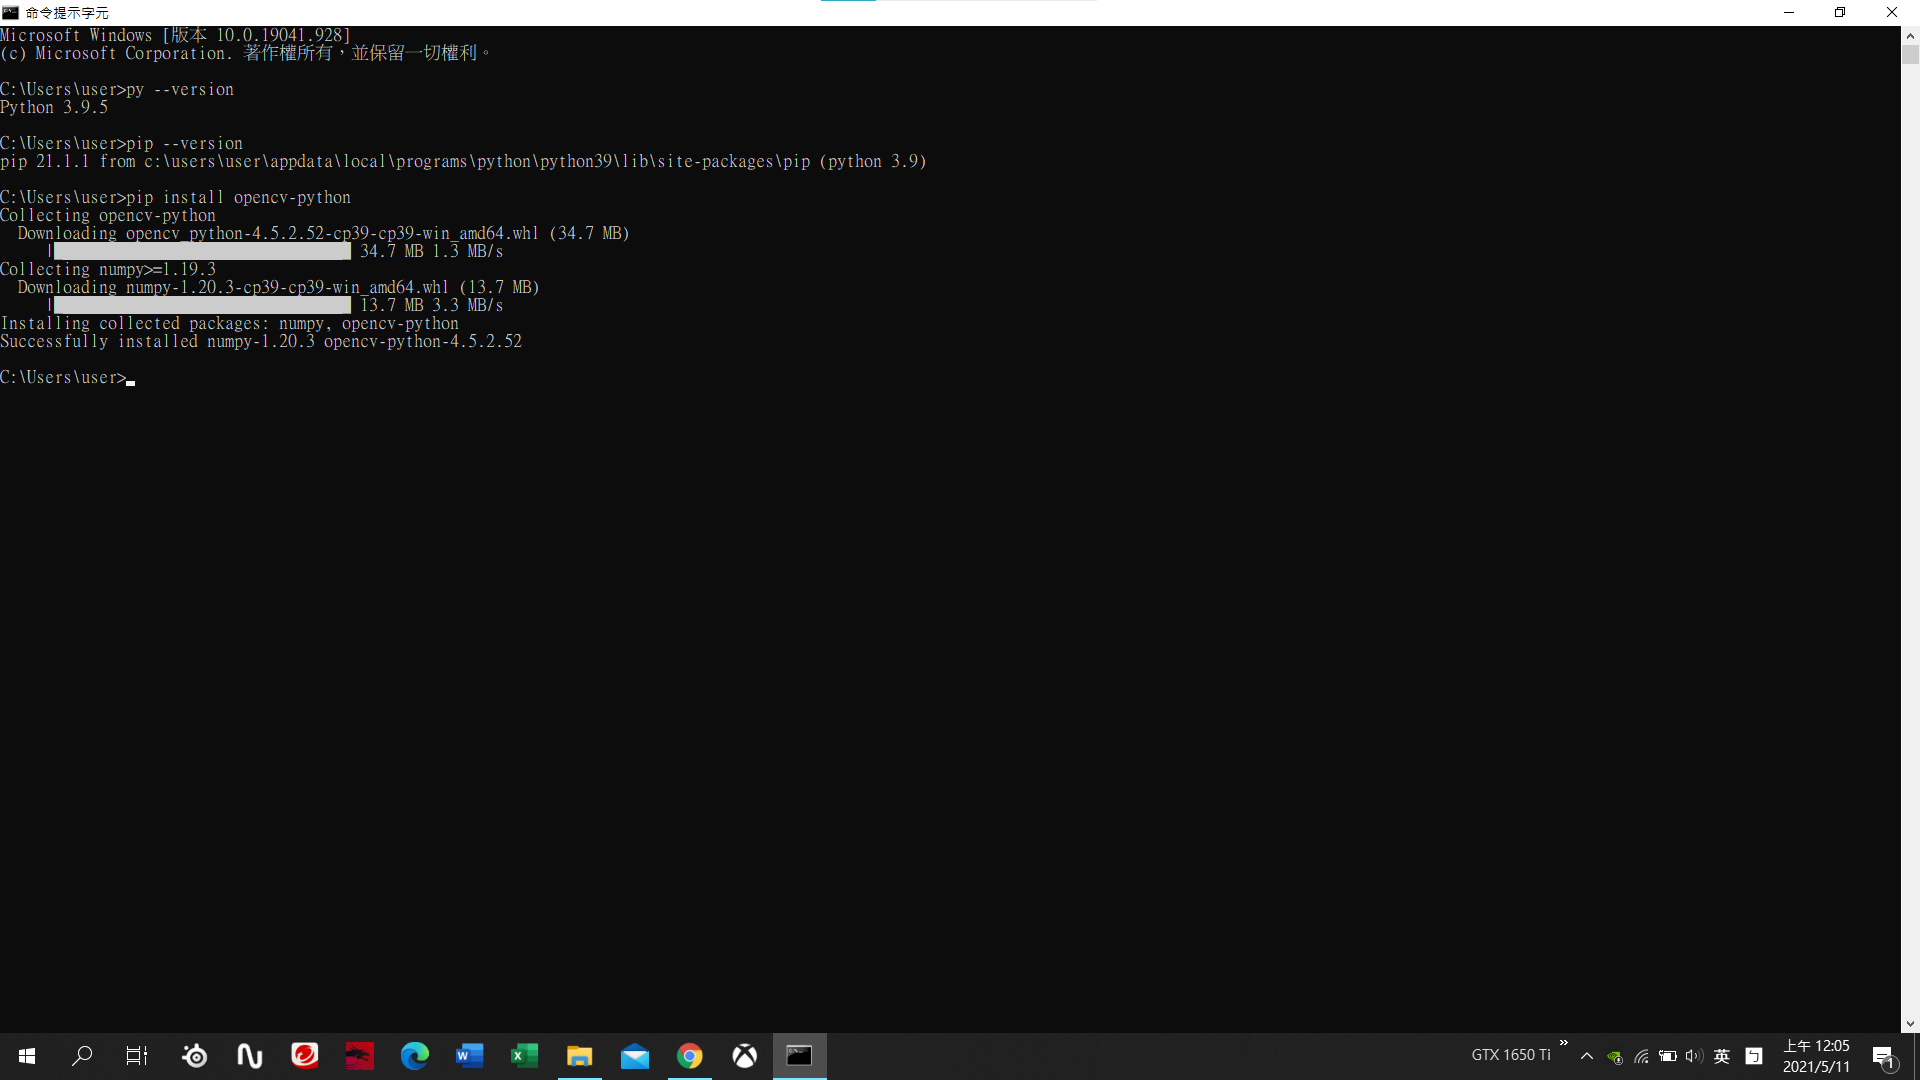 命令提示字元
Microsoft Windows [版本 10.0.19041.928]
(c) Microsoft Corporation. 著作權所有，並保留一切權利。
C:\Users\user>py --version
Python 3.9.5
C:\Users\user>pip --version
pip 21.1.1 from c:\users\user\appdata\local\programs\python\python39\lib\site-packages\pip (python 3.9)
C:\Users\user>pip install opencv-python
Collecting opencv-python
  Downloading opencv_python-4.5.2.52-cp39-cp39-win_amd64.whl (34.7 MB)
     |████████████████████████████████| 34.7 MB 1.3 MB/s
Collecting numpy>=1.19.3
  Downloading numpy-1.20.3-cp39-cp39-win_amd64.whl (13.7 MB)
     |████████████████████████████████| 13.7 MB 3.3 MB/s
Installing collected packages: numpy, opencv-python
Successfully installed numpy-1.20.3 opencv-python-4.5.2.52
C:\Users\user>
GTX 1650 Ti
英
ㄅ
上午 12:05
2021/5/11
1